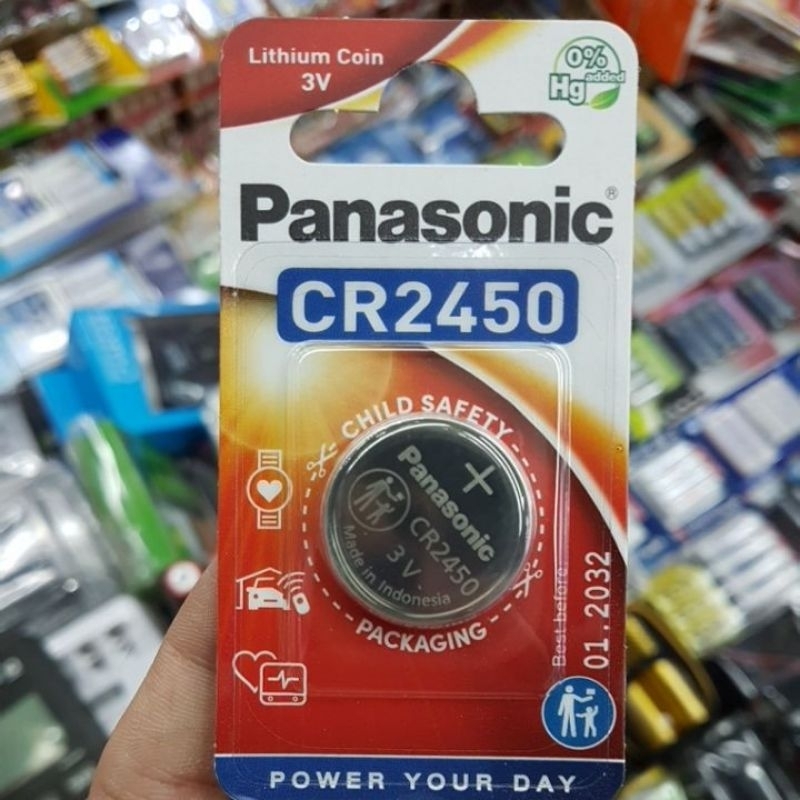 Lithium Coin
3V
0%
Hg added
Panasonic®
CR2450
CHILD SAFETY
Panasonic
CR2450
3V
Made in Indonesia
+
PACKAGING
Best before
01.2032
POWER YOUR DAY